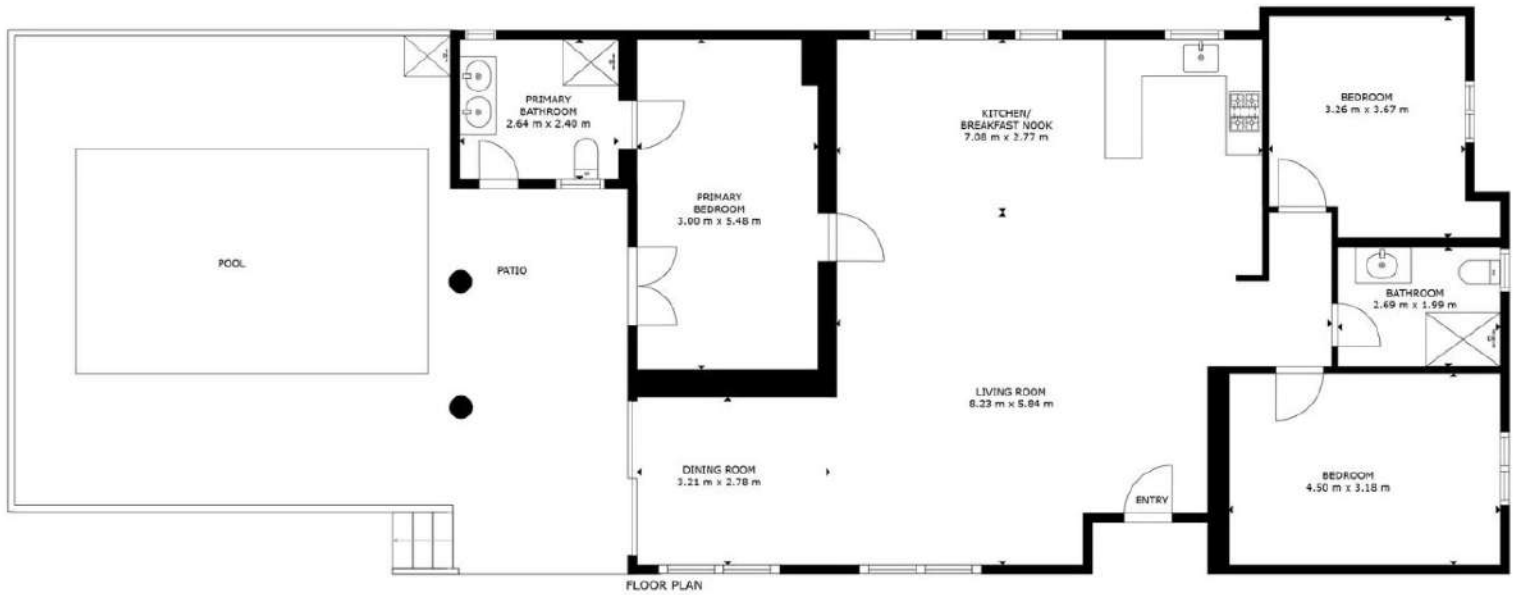 POOL
PATIO
PRIMARY
BATHROOM
2.64 m x 2.40 m
PRIMARY
BEDROOM
3.00 m x 5.48 m
KITCHEN/
BREAKFAST NOOK
7.08 m x 2.77 m
BEDROOM
3.26 m x 3.67 m
BATHROOM
2.69 m x 1.99 m
LIVING ROOM
8.23 m x 5.84 m
DINING ROOM
3.21 m x 2.78 m
ENTRY
BEDROOM
4.50 m x 3.18 m
FLOOR PLAN